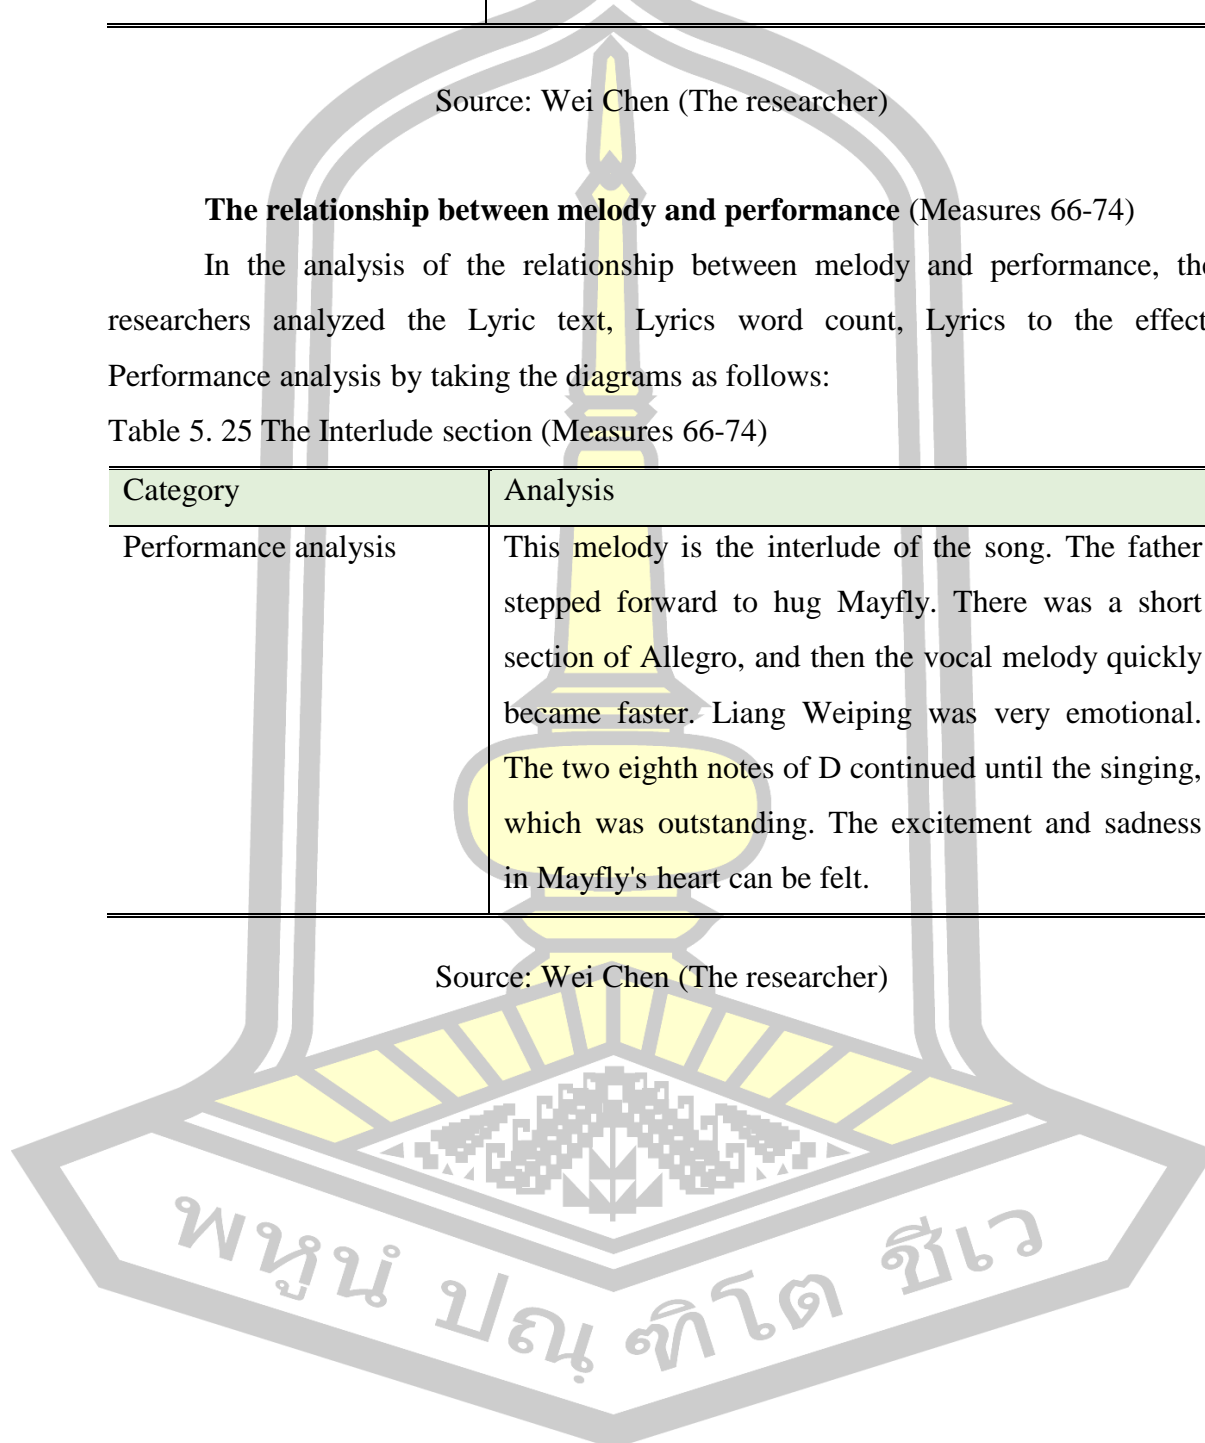 Source: Wei Chen (The researcher)
The relationship between melody and performance (Measures 66-74)
In the analysis of the relationship between melody and performance, the
researchers analyzed the Lyric text, Lyrics word count, Lyrics to the effect
Performance analysis by taking the diagrams as follows:
Table 5. 25 The Interlude section (Measures 66-74)
Category Analysis
Performance analysis This melody is the interlude of the song. The father
stepped forward to hug Mayfly. There was a short
section of Allegro, and then the vocal melody quickly
became faster. Liang Weiping was very emotional.
The two eighth notes of D continued until the singing,
which was outstanding. The excitement and sadness
in Mayfly's heart can be felt.
Source: Wei Chen (The researcher)
พหูนํ ปณฺฑิโต ชีเว